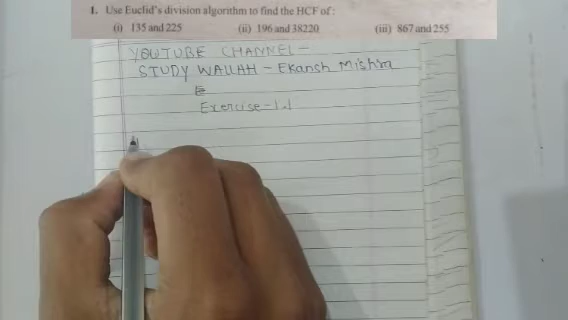 1. Use Euclid's division algorithm to find the HCF of:
(i) 135 and 225 (ii) 196 and 38220 (iii) 867 and 255
YOUTUBE CHANNEL -
STUDY WALLAH - Ekansh Mishra
E
Exercise - 1.1